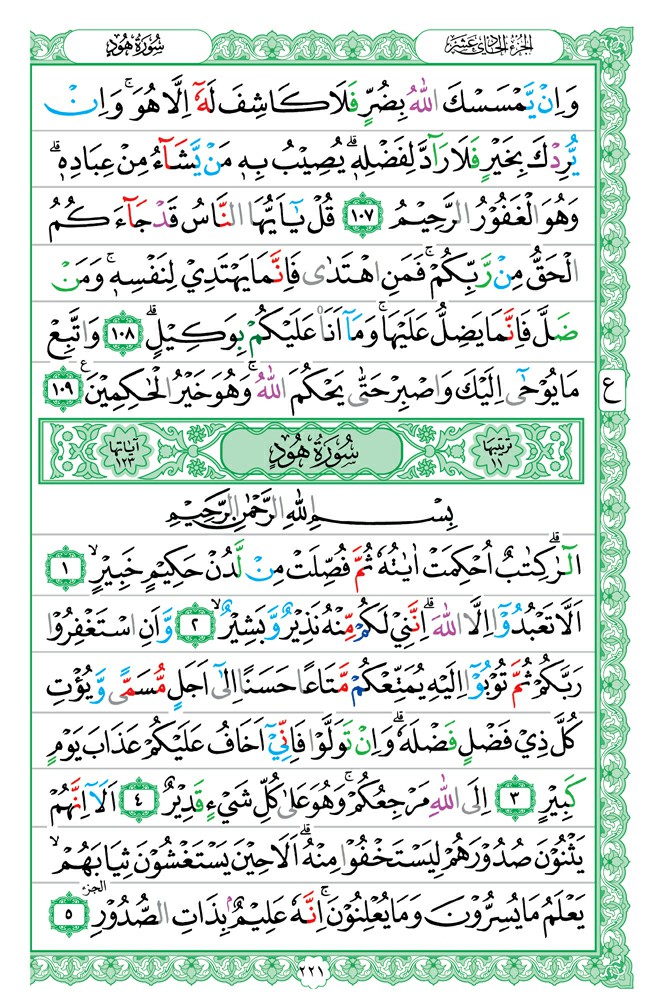 الجزء الحادي عشر
سورة هود
وَاِنْ يَّمْسَسْكَ اللّٰهُ بِضُرٍّ فَلَا كَاشِفَ لَهٗٓ اِلَّا هُوَ ۚ وَاِنْ
يُّرِدْكَ بِخَيْرٍ فَلَا رَآدَّ لِفَضْلِهٖ ؕ يُصِيْبُ بِهٖ مَنْ يَّشَآءُ مِنْ عِبَادِهٖ ؕ
وَهُوَ الْغَفُوْرُ الرَّحِيْمُ ١٠٧ قُلْ يٰٓاَيُّهَا النَّاسُ قَدْ جَآءَكُمُ
الْحَقُّ مِنْ رَّبِّكُمْ ۚ فَمَنِ اهْتَدٰى فَاِنَّمَا يَهْتَدِيْ لِنَفْسِهٖ ۚ وَمَنْ
ضَلَّ فَاِنَّمَا يَضِلُّ عَلَيْهَا ۚ وَمَآ اَنَا۠ عَلَيْكُمْ بِوَكِيْلٍ ؕ ١٠٨ وَاتَّبِعْ
مَا يُوْحٰٓى اِلَيْكَ وَاصْبِرْ حَتّٰى يَحْكُمَ اللّٰهُ ۚ وَهُوَ خَيْرُ الْحٰكِمِيْنَ ع ١٠٩
ع
ترتيبها ١١
سُوْرَةُ هُوْدٍ
آياتها ١٢٣
بِسْمِ اللّٰهِ الرَّحْمٰنِ الرَّحِيْمِ
الٓرٰ ؕ كِتٰبٌ اُحْكِمَتْ اٰيٰتُهٗ ثُمَّ فُصِّلَتْ مِنْ لَّدُنْ حَكِيْمٍ خَبِيْرٍ ۙ ١
اَلَّا تَعْبُدُوْٓا اِلَّا اللّٰهَ ؕ اِنَّنِيْ لَكُمْ مِّنْهُ نَذِيْرٌ وَّبَشِيْرٌ ۙ ٢ وَّاَنِ اسْتَغْفِرُوْا
رَبَّكُمْ ثُمَّ تُوْبُوْٓا اِلَيْهِ يُمَتِّعْكُمْ مَّتَاعًا حَسَنًا اِلٰٓى اَجَلٍ مُّسَمًّى وَّيُؤْتِ
كُلَّ ذِيْ فَضْلٍ فَضْلَهٗ ؕ وَاِنْ تَوَلَّوْا فَاِنِّيْٓ اَخَافُ عَلَيْكُمْ عَذَابَ يَوْمٍ
كَبِيْرٍ ٣ اِلَى اللّٰهِ مَرْجِعُكُمْ ۚ وَهُوَ عَلٰى كُلِّ شَيْءٍ قَدِيْرٌ ٤ اَلَآ اِنَّهُمْ
يَثْنُوْنَ صُدُوْرَهُمْ لِيَسْتَخْفُوْا مِنْهُ ؕ اَلَا حِيْنَ يَسْتَغْشُوْنَ ثِيَابَهُمْ ۙ
يَعْلَمُ مَا يُسِرُّوْنَ وَمَا يُعْلِنُوْنَ ۚ اِنَّهٗ عَلِيْمٌۢ بِذَاتِ الصُّدُوْرِ الجزء ٥
٢٢١